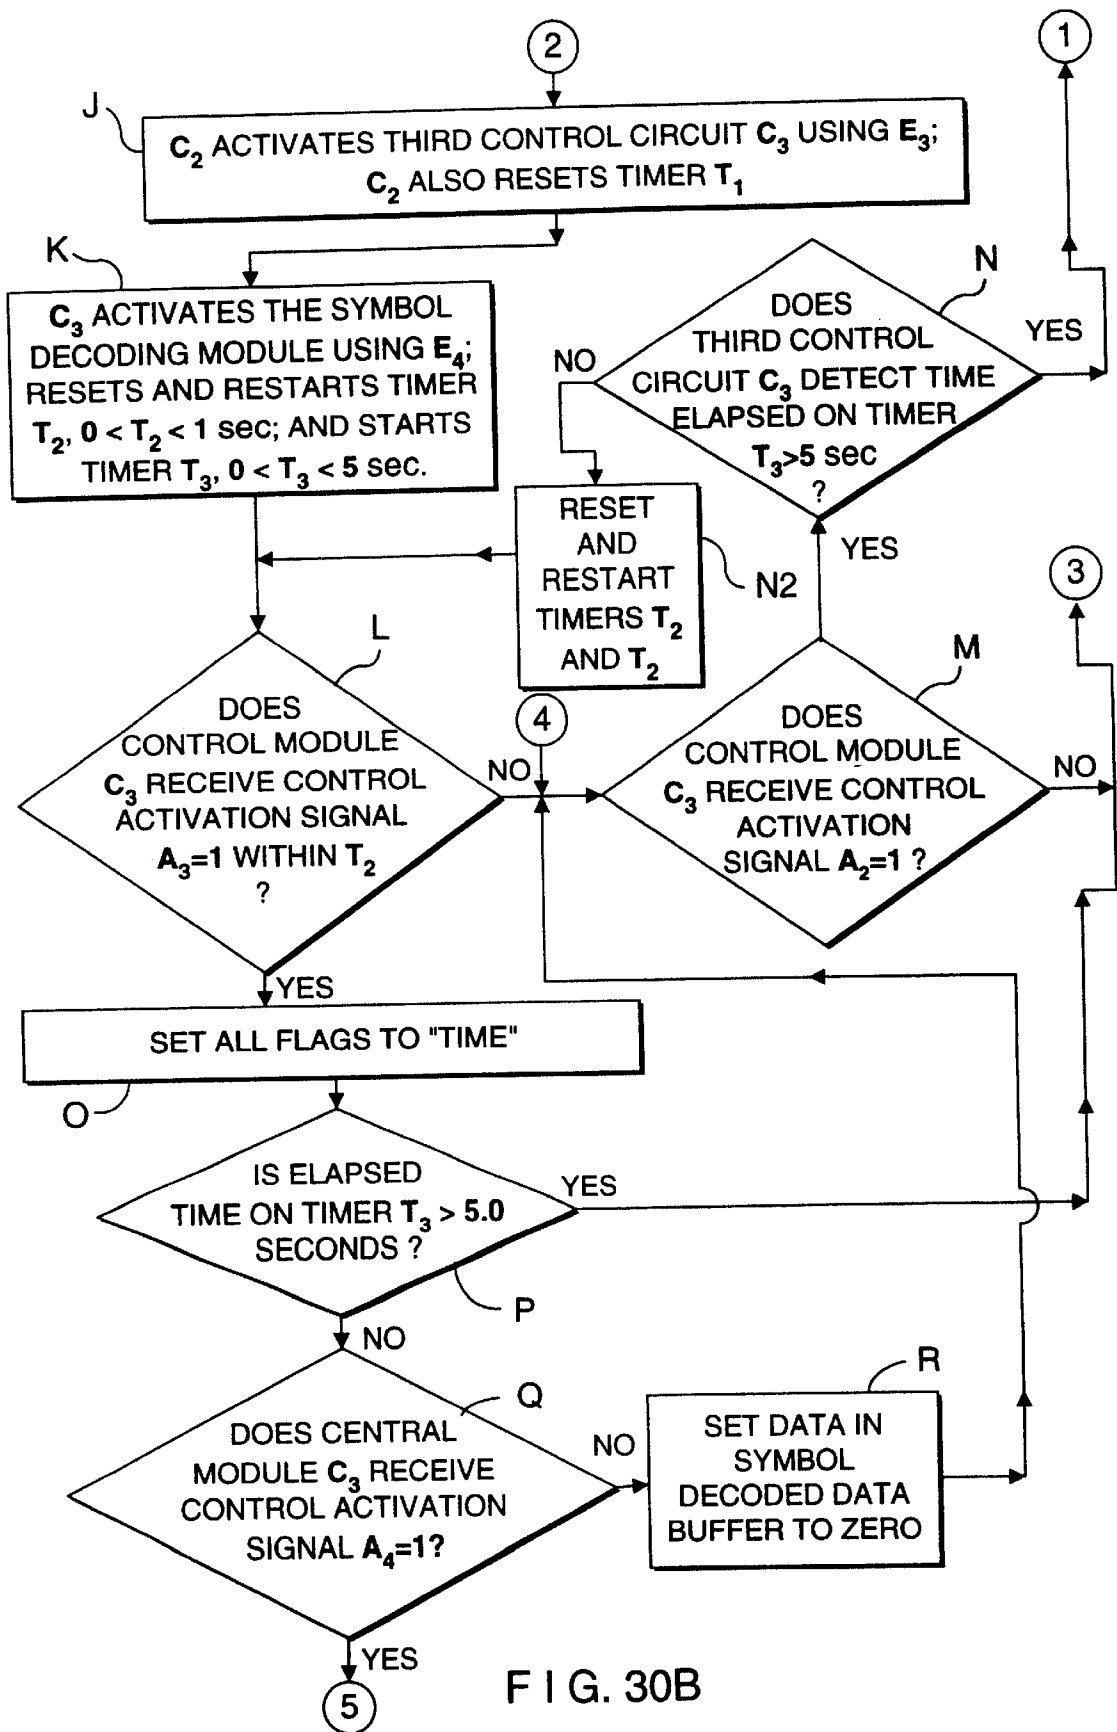 2
1
J
C2 ACTIVATES THIRD CONTROL CIRCUIT C3 USING E3;
C2 ALSO RESETS TIMER T1
K
C3 ACTIVATES THE SYMBOL
DECODING MODULE USING E4;
RESETS AND RESTARTS TIMER
T2, 0 < T2 < 1 sec; AND STARTS
TIMER T3, 0 < T3 < 5 sec.
N
DOES
THIRD CONTROL
CIRCUIT C3 DETECT TIME
ELAPSED ON TIMER
T3>5 sec
?
NO
YES
RESET
AND
RESTART
TIMERS T2
AND T2
N2
YES
3
L
DOES
CONTROL MODULE
C3 RECEIVE CONTROL
ACTIVATION SIGNAL
A3=1 WITHIN T2
?
NO
4
M
DOES
CONTROL MODULE
C3 RECEIVE CONTROL
ACTIVATION
SIGNAL A2=1 ?
NO
YES
SET ALL FLAGS TO "TIME"
O
IS ELAPSED
TIME ON TIMER T3 > 5.0
SECONDS ?
YES
P
NO
Q
DOES CENTRAL
MODULE C3 RECEIVE
CONTROL ACTIVATION
SIGNAL A4=1?
NO
R
SET DATA IN
SYMBOL
DECODED DATA
BUFFER TO ZERO
YES
5
FIG. 30B